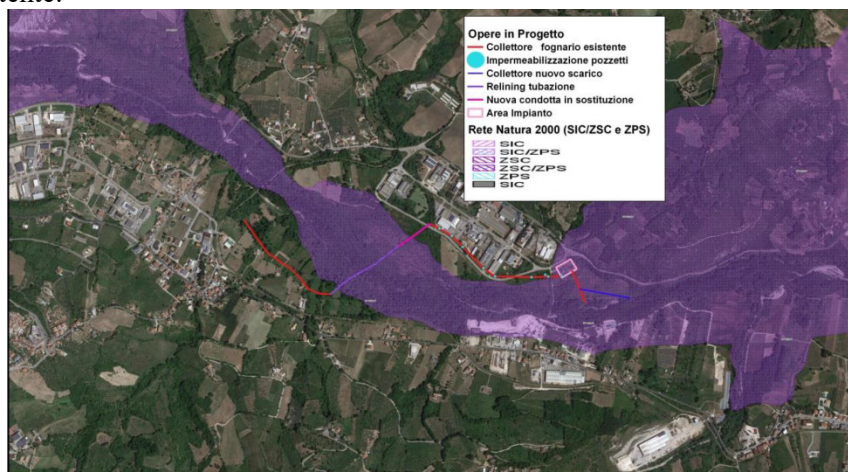 tente.
Opere in Progetto
Collettore fognario esistente
Impermeabilizzazione pozzetti
Collettore nuovo scarico
Relining tubazione
Nuova condotta in sostituzione
Area Impianto
Rete Natura 2000 (SIC/ZSC e ZPS)
SIC
SIC/ZPS
ZSC
ZSC/ZPS
ZPS
SIC